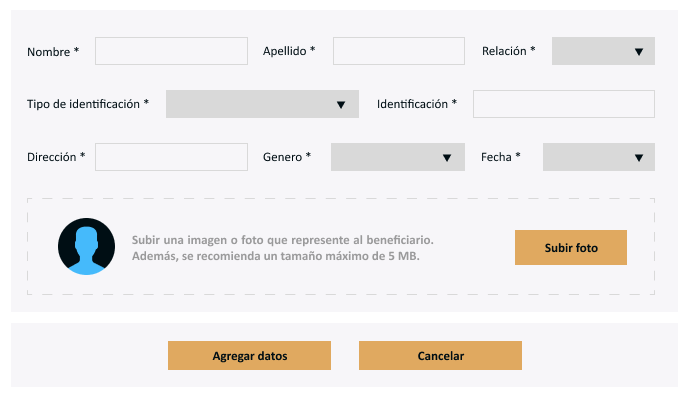 Nombre * Apellido * Relación *
Tipo de identificación * Identificación *
Dirección * Genero * Fecha *
Subir una imagen o foto que represente al beneficiario.
Además, se recomienda un tamaño máximo de 5 MB.
Subir foto
Agregar datos Cancelar